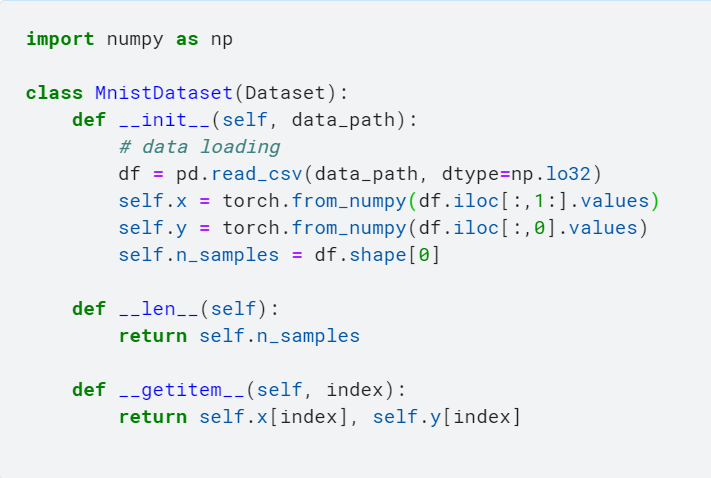 import numpy as np
class MnistDataset(Dataset):
def __init__(self, data_path):
# data loading
df = pd.read_csv(data_path, dtype=np.lo32)
self.x = torch.from_numpy(df.iloc[:,1:].values)
self.y = torch.from_numpy(df.iloc[:,0].values)
self.n_samples = df.shape[0]
def __len__(self):
return self.n_samples
def __getitem__(self, index):
return self.x[index], self.y[index]